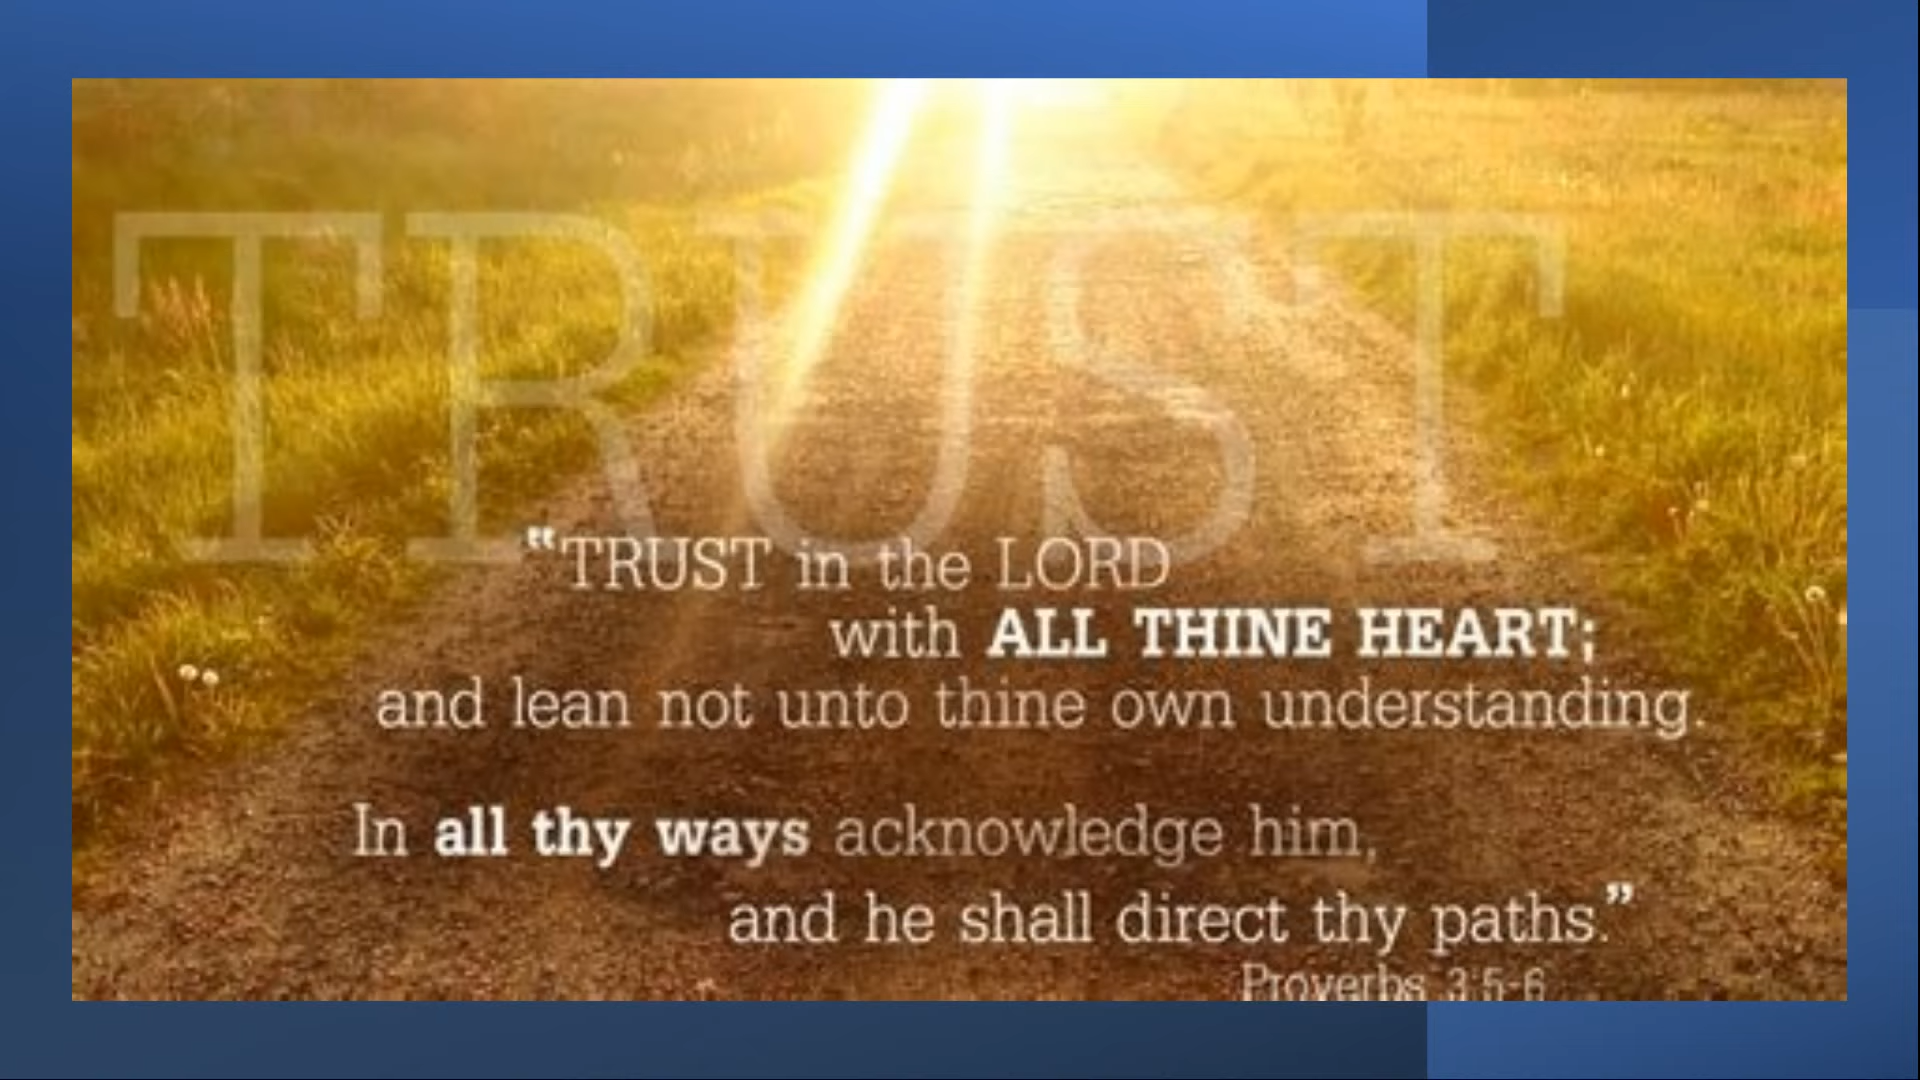 TRUST
"TRUST in the LORD
with ALL THINE HEART;
and lean not unto thine own understanding.
In all thy ways acknowledge him,
and he shall direct thy paths."
Proverbs 3:5-6